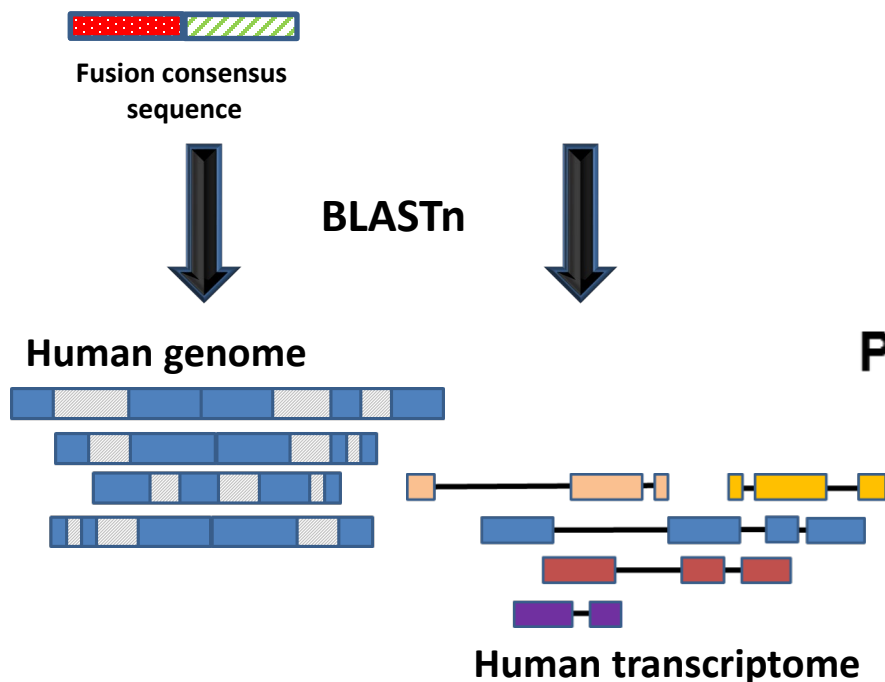 Fusion consensus
sequence
BLASTn
Human genome
P
Human transcriptome